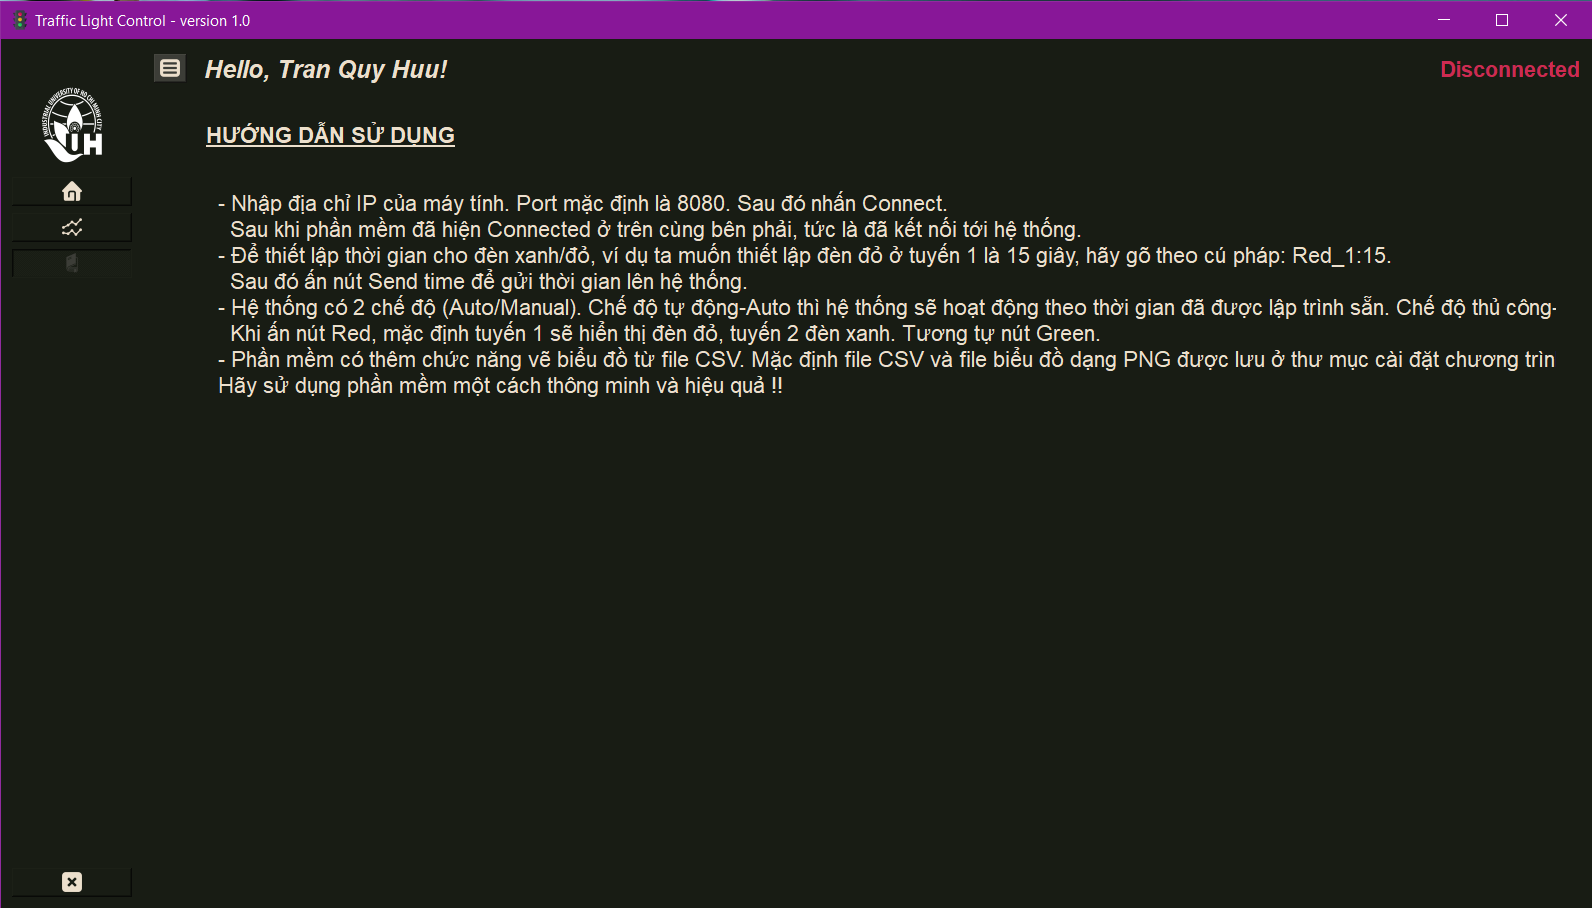 Traffic Light Control - version 1.0
Hello, Tran Quy Huu!
Disconnected
INDUSTRIAL UNIVERSITY OF HO CHI MINH CITY
IUH
HƯỚNG DẪN SỬ DỤNG
- Nhập địa chỉ IP của máy tính. Port mặc định là 8080. Sau đó nhấn Connect.
Sau khi phần mềm đã hiện Connected ở trên cùng bên phải, tức là đã kết nối tới hệ thống.
- Để thiết lập thời gian cho đèn xanh/đỏ, ví dụ ta muốn thiết lập đèn đỏ ở tuyến 1 là 15 giây, hãy gõ theo cú pháp: Red_1:15.
Sau đó ấn nút Send time để gửi thời gian lên hệ thống.
- Hệ thống có 2 chế độ (Auto/Manual). Chế độ tự động-Auto thì hệ thống sẽ hoạt động theo thời gian đã được lập trình sẵn. Chế độ thủ công-
Khi ấn nút Red, mặc định tuyến 1 sẽ hiển thị đèn đỏ, tuyến 2 đèn xanh. Tương tự nút Green.
- Phần mềm có thêm chức năng vẽ biểu đồ từ file CSV. Mặc định file CSV và file biểu đồ dạng PNG được lưu ở thư mục cài đặt chương trìn
Hãy sử dụng phần mềm một cách thông minh và hiệu quả !!